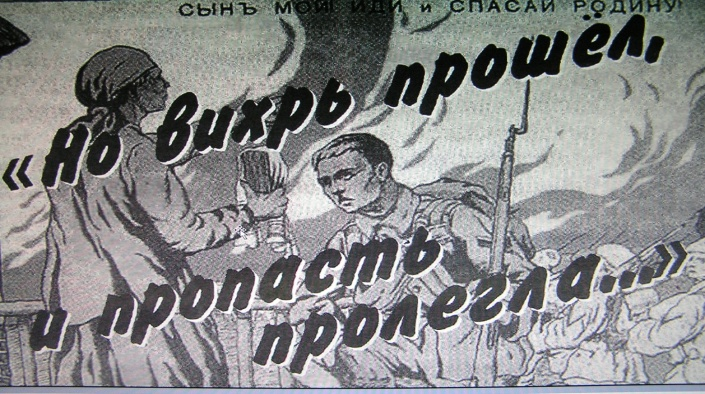 СЫНЪ МОЙ! ИДИ и СПАСАЙ РОДИНУ!
«Но вихрь прошёл,
и пропасть
пролегла...»